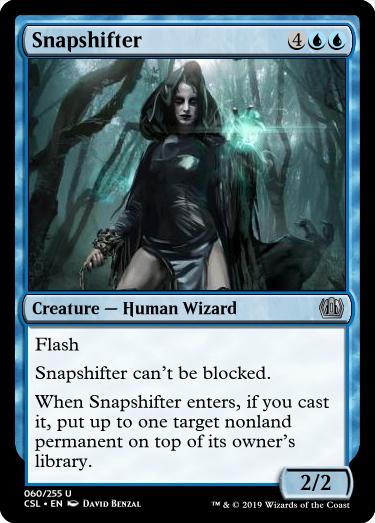 Snapshifter 4
Creature — Human Wizard
Flash
Snapshifter can't be blocked.
When Snapshifter enters, if you cast
it, put up to one target nonland
permanent on top of its owner's
library.
2/2
060/255 U
CSL • EN DAVID BENZAL
™ & © 2019 Wizards of the Coast